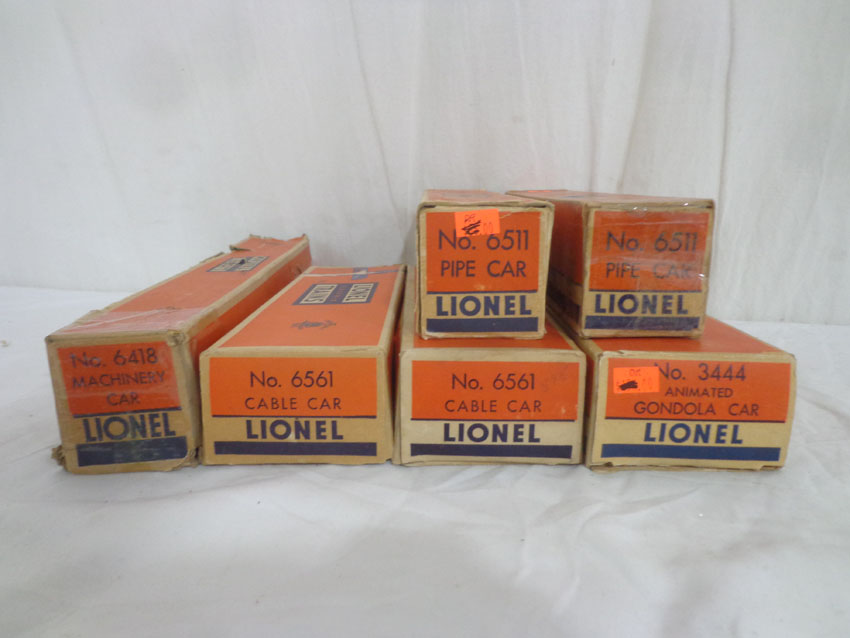 No. 6511
PIPE CAR
LIONEL
No. 6511
PIPE CAR
LIONEL
No. 6418
MACHINERY
CAR
LIONEL
No. 6561
CABLE CAR
LIONEL
No. 6561
CABLE CAR
LIONEL
No. 3444
ANIMATED
GONDOLA CAR
LIONEL